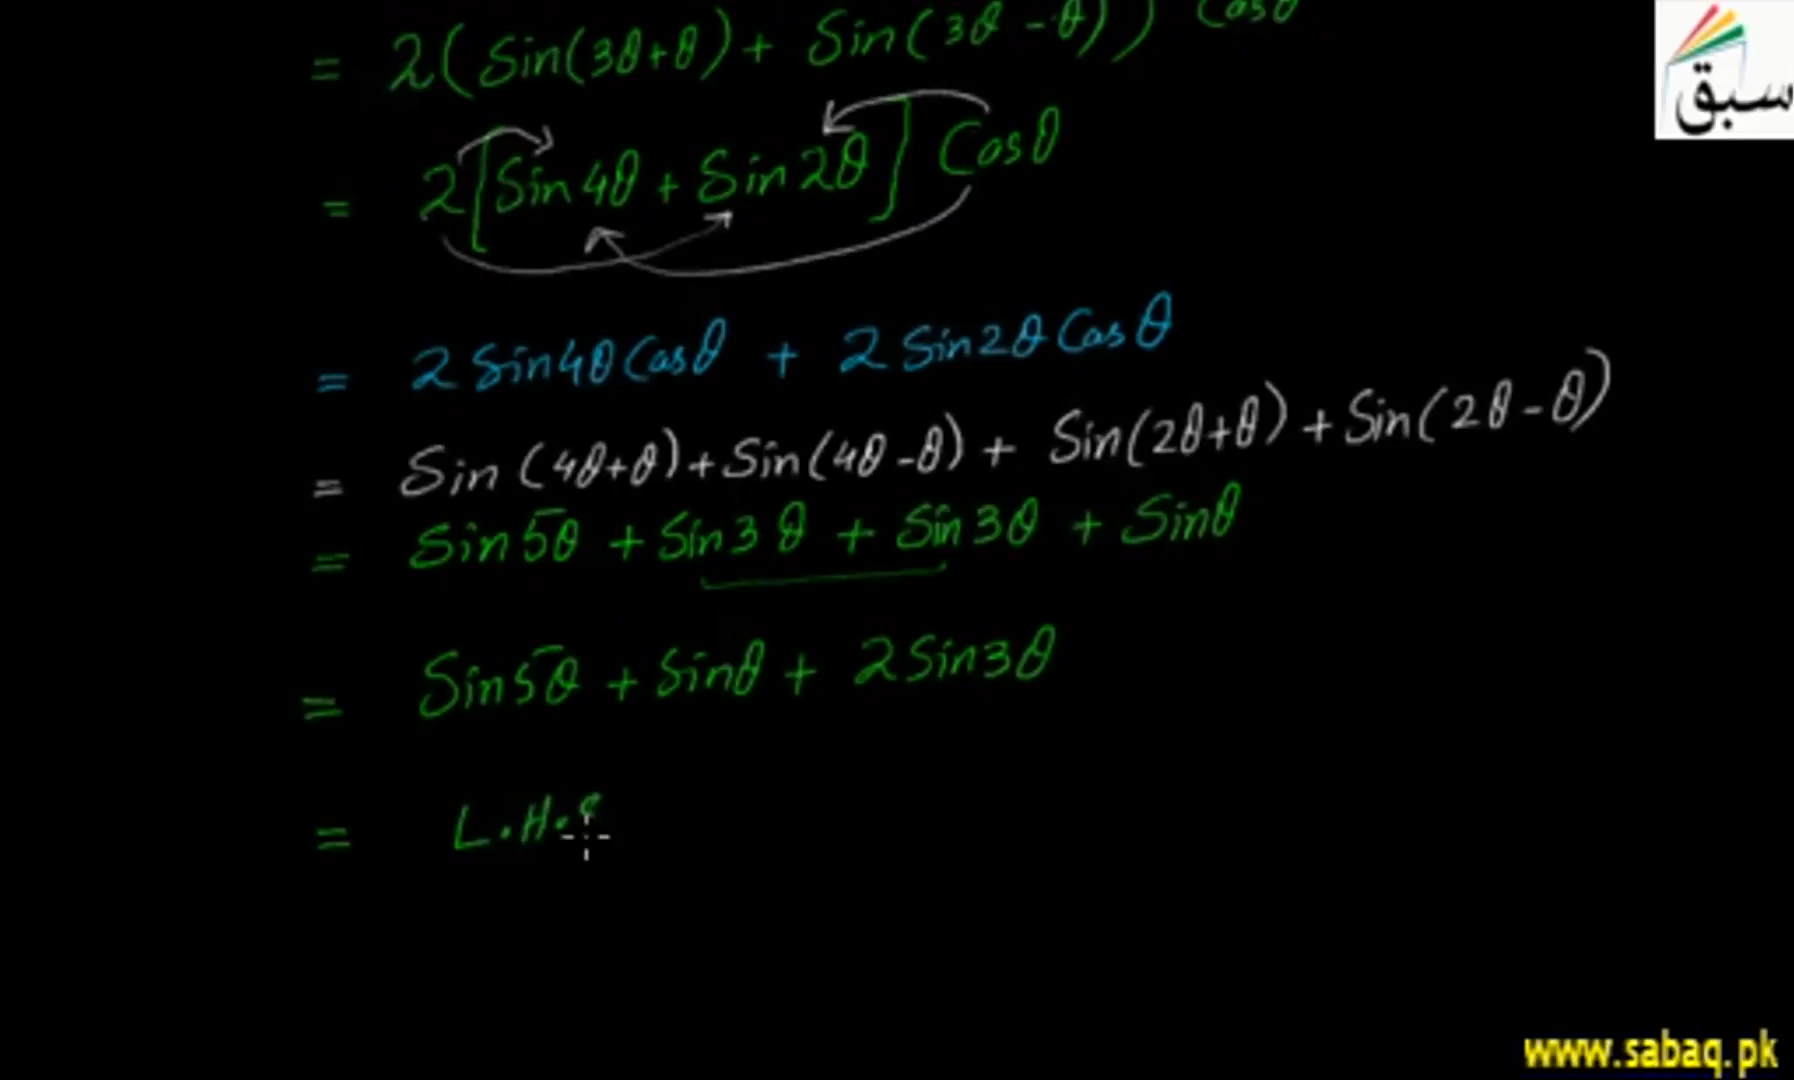 = 2(Sin(3θ+θ) + Sin(3θ-θ)) Cosθ
سبق
= 2[Sin4θ + Sin2θ] Cosθ
= 2Sin4θCosθ + 2Sin2θCosθ
= Sin(4θ+θ)+Sin(4θ-θ) + Sin(2θ+θ)+Sin(2θ-θ)
= Sin5θ + Sin3θ + Sin3θ + Sinθ
= Sin5θ + Sinθ + 2Sin3θ
= L.H.S
www.sabaq.pk